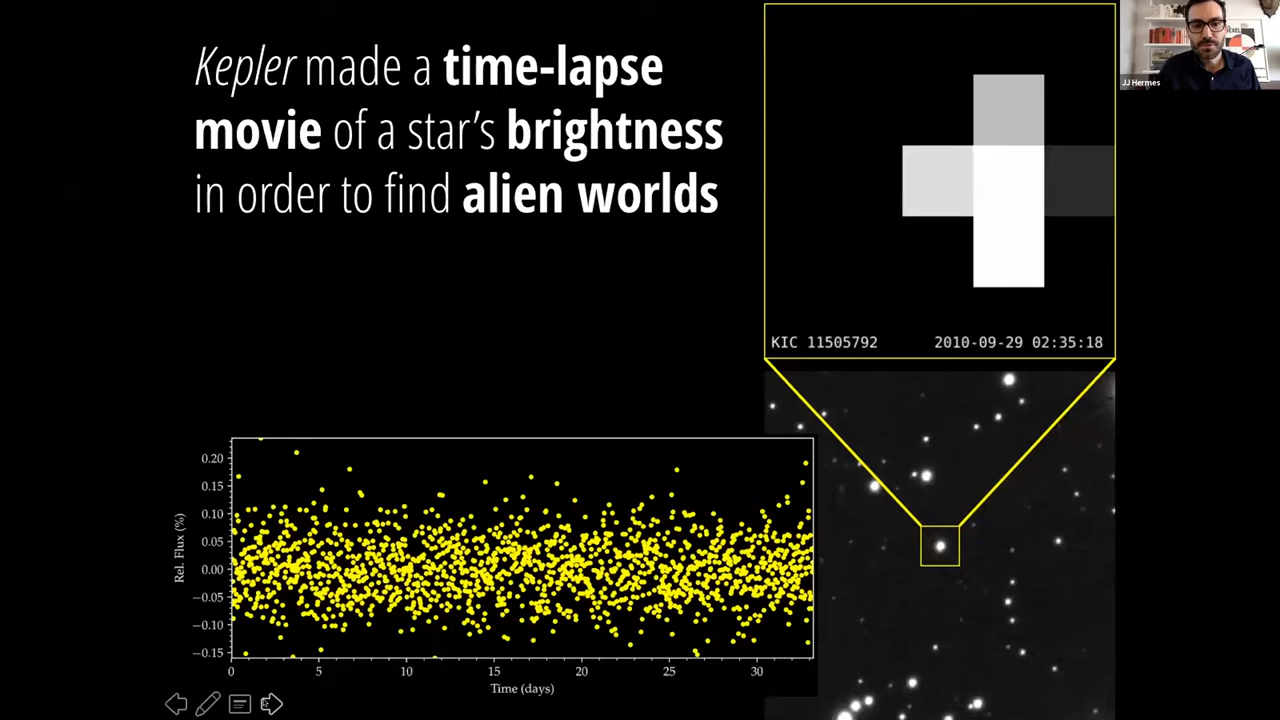 Kepler made a time-lapse
movie of a star’s brightness
in order to find alien worlds
JJ Hermes
KIC 11505792 2010-09-29 02:35:18
Rel. Flux (%)
0.20
0.15
0.10
0.05
0.00
−0.05
−0.10
−0.15
0 5 10 15 20 25 30
Time (days)